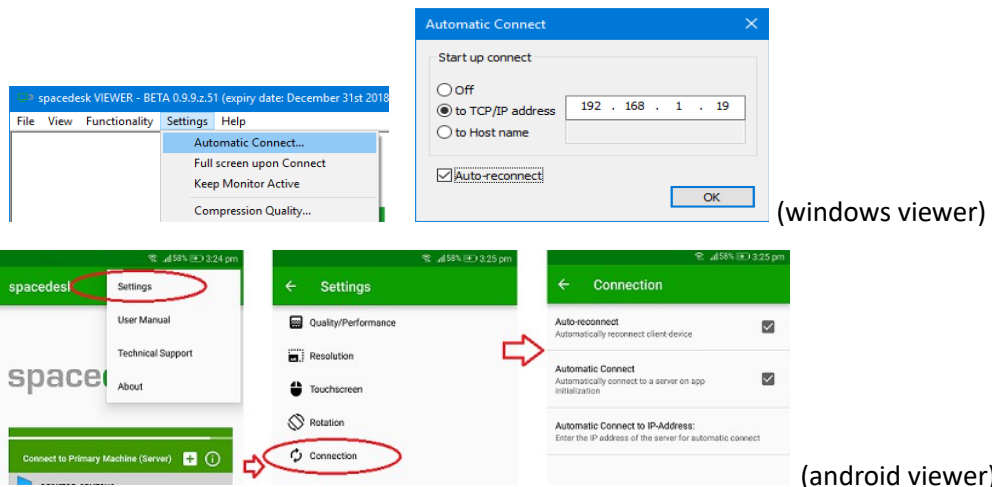 Automatic Connect
Start up connect
Off
to TCP/IP address 192 . 168 . 1 . 19
to Host name
Auto-reconnect
OK
spacedesk VIEWER - BETA 0.9.9.z.51 (expiry date: December 31st 2018
File View Functionality Settings Help
Automatic Connect...
Full screen upon Connect
Keep Monitor Active
Compression Quality...
(windows viewer)
58% 3:24 pm
spacedesk
Settings
User Manual
Technical Support
About
space
Connect to Primary Machine (Server)
58% 3:25 pm
Settings
Quality/Performance
Resolution
Touchscreen
Rotation
Connection
58% 3:25 pm
Connection
Auto-reconnect
Automatically reconnect client-device
Automatic Connect
Automatically connect to a server on app
initialization
Automatic Connect to IP-Address:
Enter the IP address of the server for automatic connect
(android viewer)